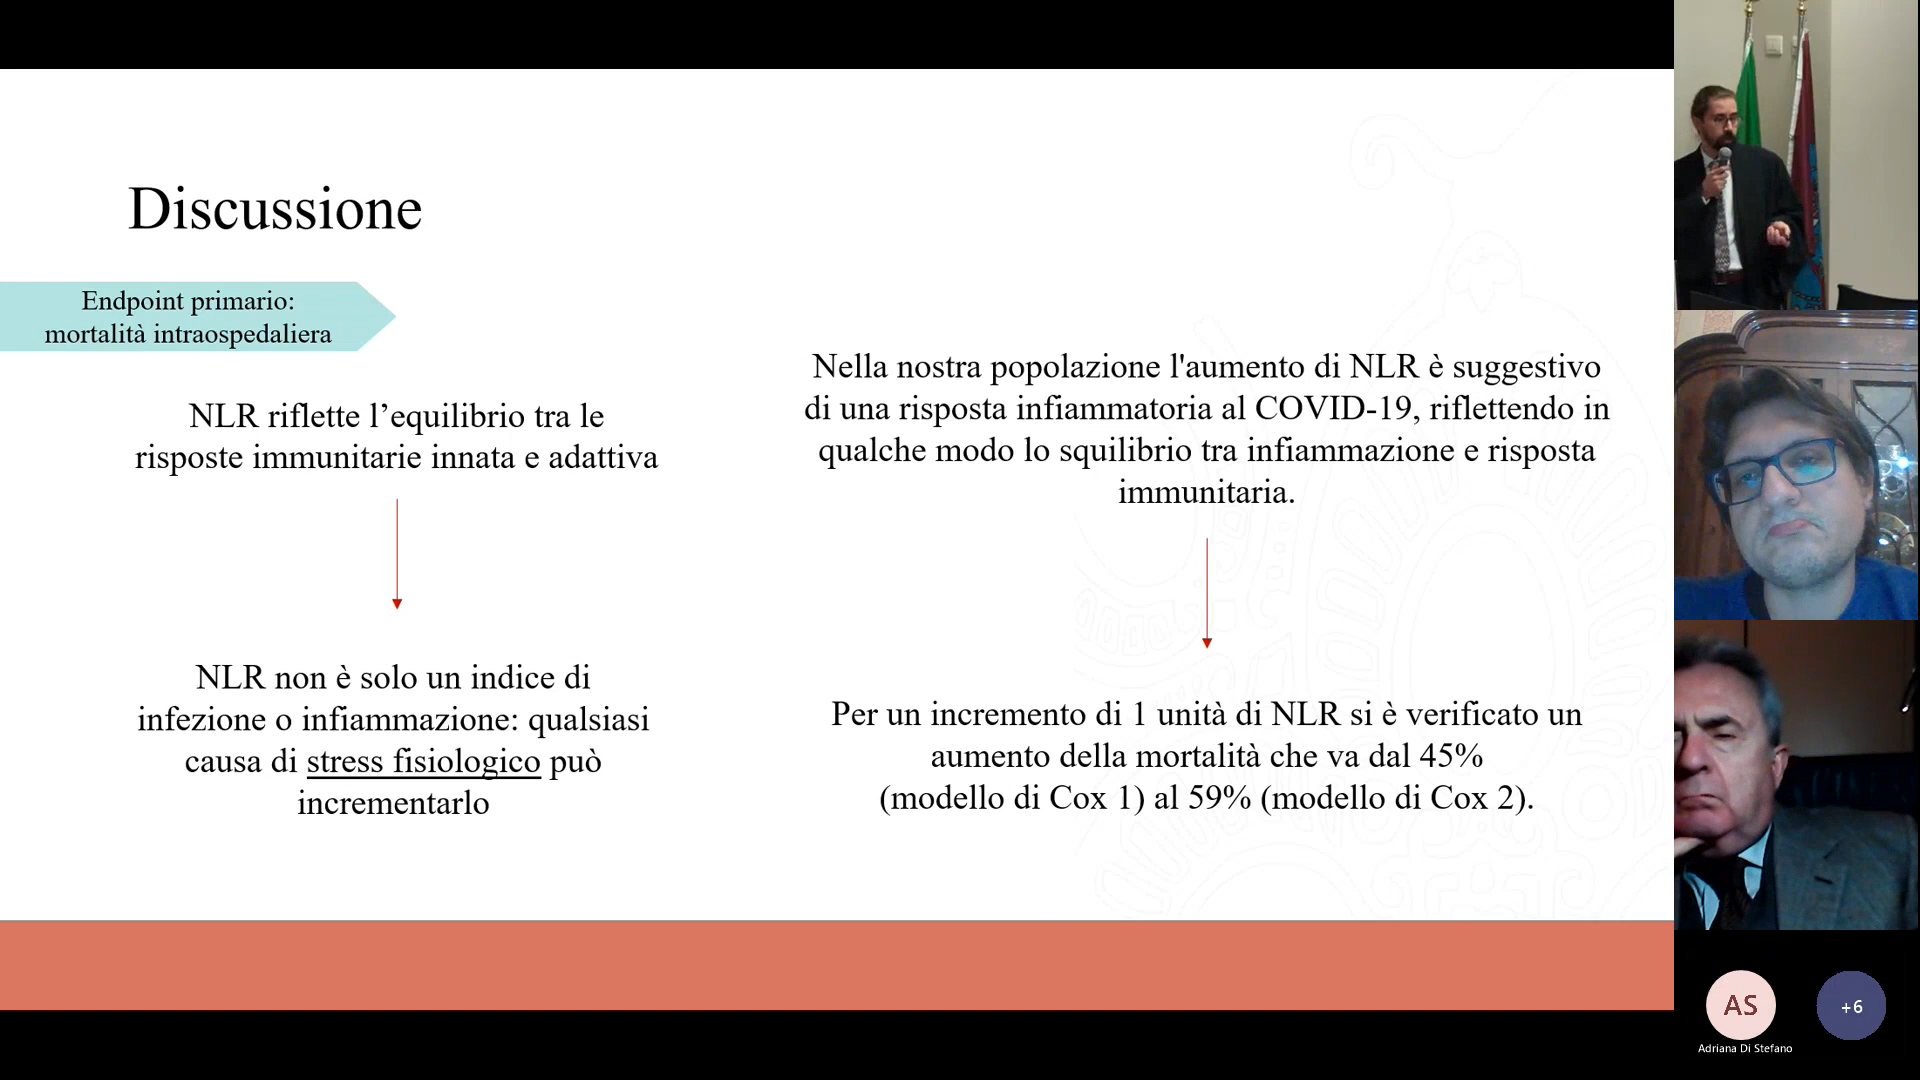 Discussione
Endpoint primario:
mortalità intraospedaliera
NLR riflette l’equilibrio tra le
risposte immunitarie innata e adattiva
NLR non è solo un indice di
infezione o infiammazione: qualsiasi
causa di stress fisiologico può
incrementarlo
Nella nostra popolazione l'aumento di NLR è suggestivo
di una risposta infiammatoria al COVID-19, riflettendo in
qualche modo lo squilibrio tra infiammazione e risposta
immunitaria.
Per un incremento di 1 unità di NLR si è verificato un
aumento della mortalità che va dal 45%
(modello di Cox 1) al 59% (modello di Cox 2).
AS
+6
Adriana Di Stefano